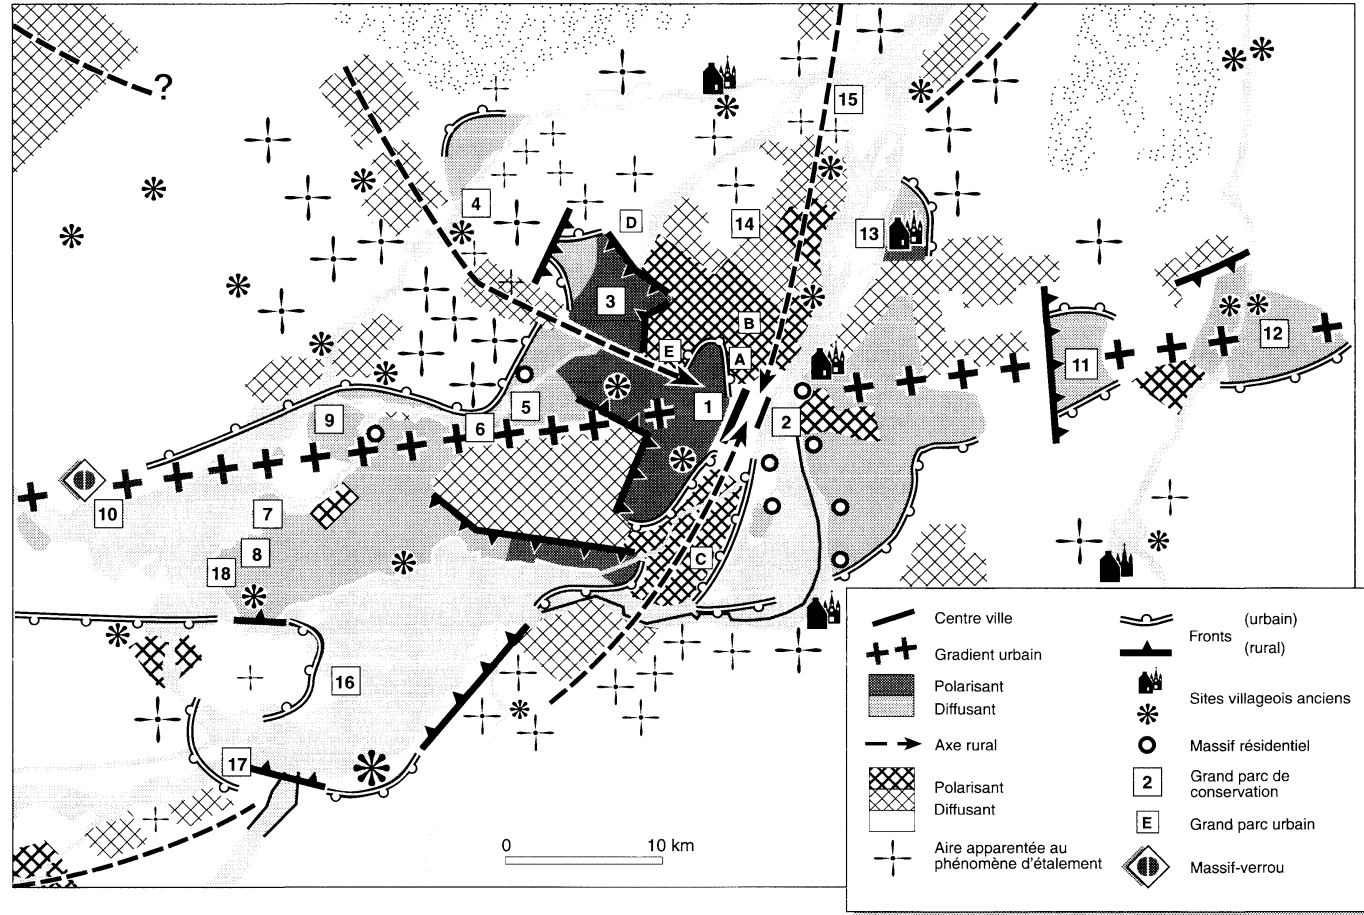 ?
15
4
D
14
13
3
B
12
E
A
11
1
5
2
9
6
10
7
8
C
18
16
17
0 10 km
Centre ville
Gradient urbain
Polarisant
Diffusant
Axe rural
Polarisant
Diffusant
Aire apparentée au
phénomène d'étalement
(urbain)
Fronts
(rural)
Sites villageois anciens
Massif résidentiel
2
Grand parc de
conservation
E
Grand parc urbain
Massif-verrou